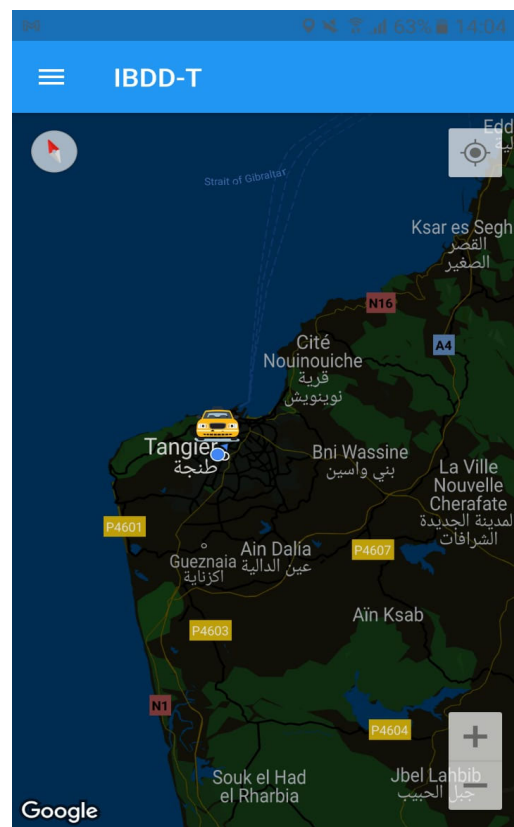 63% 14:04
IBDD-T
Edd
Strait of Gibraltar
Ksar es Segh
القصر
الصغير
N16
Cité
Nouinouiche
قرية
نوينويش
A4
Tangier
طنجة
Bni Wassine
بني واسين
La Ville
Nouvelle
Cherafate
المدينة الجديدة
الشرافات
P4601
Gueznaia
اكزناية
Ain Dalia
عين الدالية
P4607
Aïn Ksab
P4603
N1
P4604
Souk el Had
el Rharbia
Jbel Lahbib
جبل الحبيب
Google